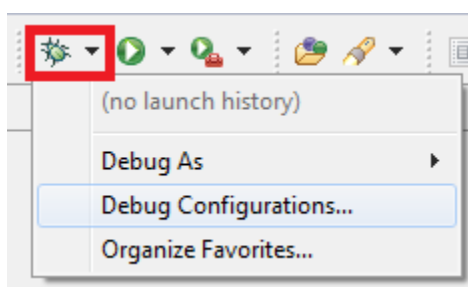 (no launch history)
Debug As
Debug Configurations...
Organize Favorites...